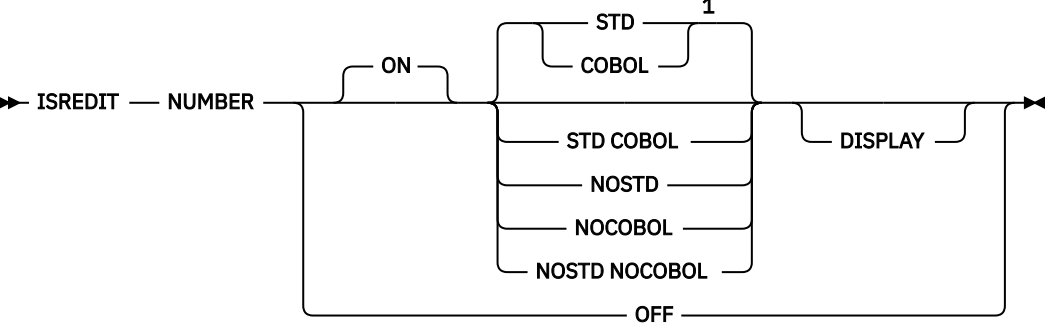 1
STD
COBOL
ON
ISREDIT NUMBER
STD COBOL
DISPLAY
NOSTD
NOCOBOL
NOSTD NOCOBOL
OFF